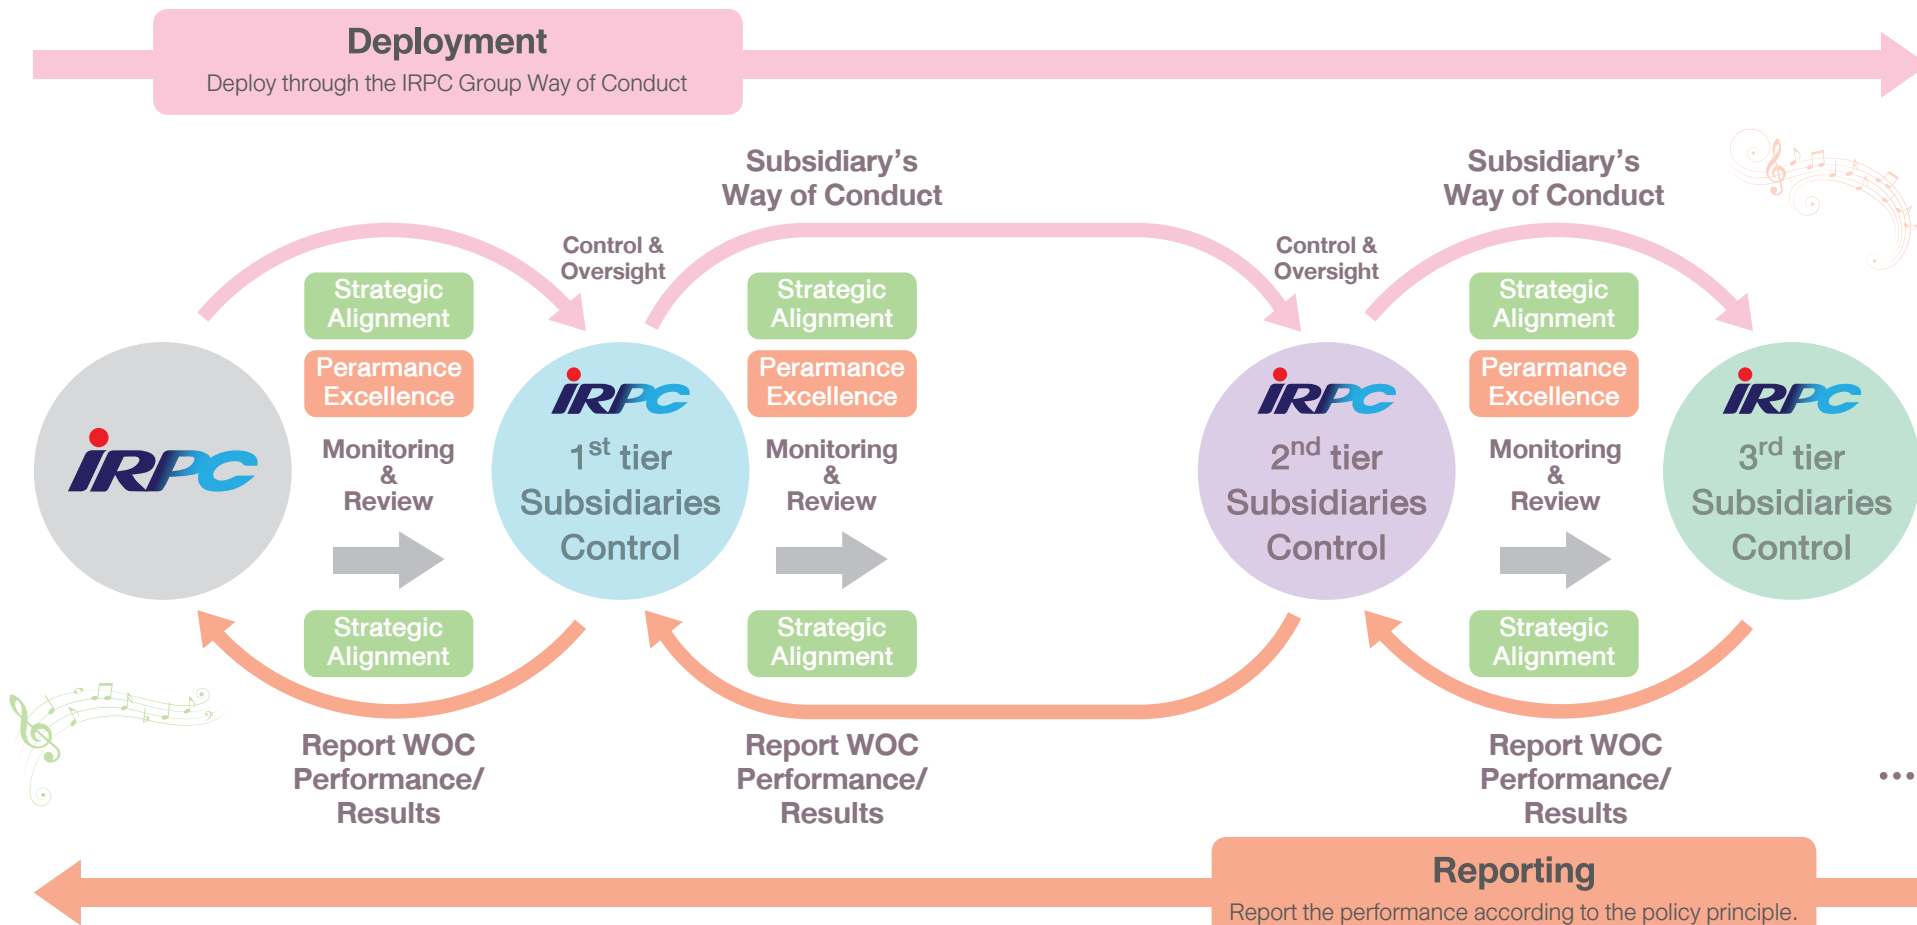 Deployment
Deploy through the IRPC Group Way of Conduct
Subsidiary's
Way of Conduct
Subsidiary's
Way of Conduct
Control &
Oversight
Control &
Oversight
Strategic
Alignment
Strategic
Alignment
Strategic
Alignment
Perarmance
Excellence
Perarmance
Excellence
Perarmance
Excellence
iRPC
Monitoring
&
Review
iRPC
1st tier
Subsidiaries
Control
Monitoring
&
Review
iRPC
2nd tier
Subsidiaries
Control
Monitoring
&
Review
iRPC
3rd tier
Subsidiaries
Control
Strategic
Alignment
Strategic
Alignment
Strategic
Alignment
Report WOC
Performance/
Results
Report WOC
Performance/
Results
Report WOC
Performance/
Results
...
Reporting
Report the performance according to the policy principle.